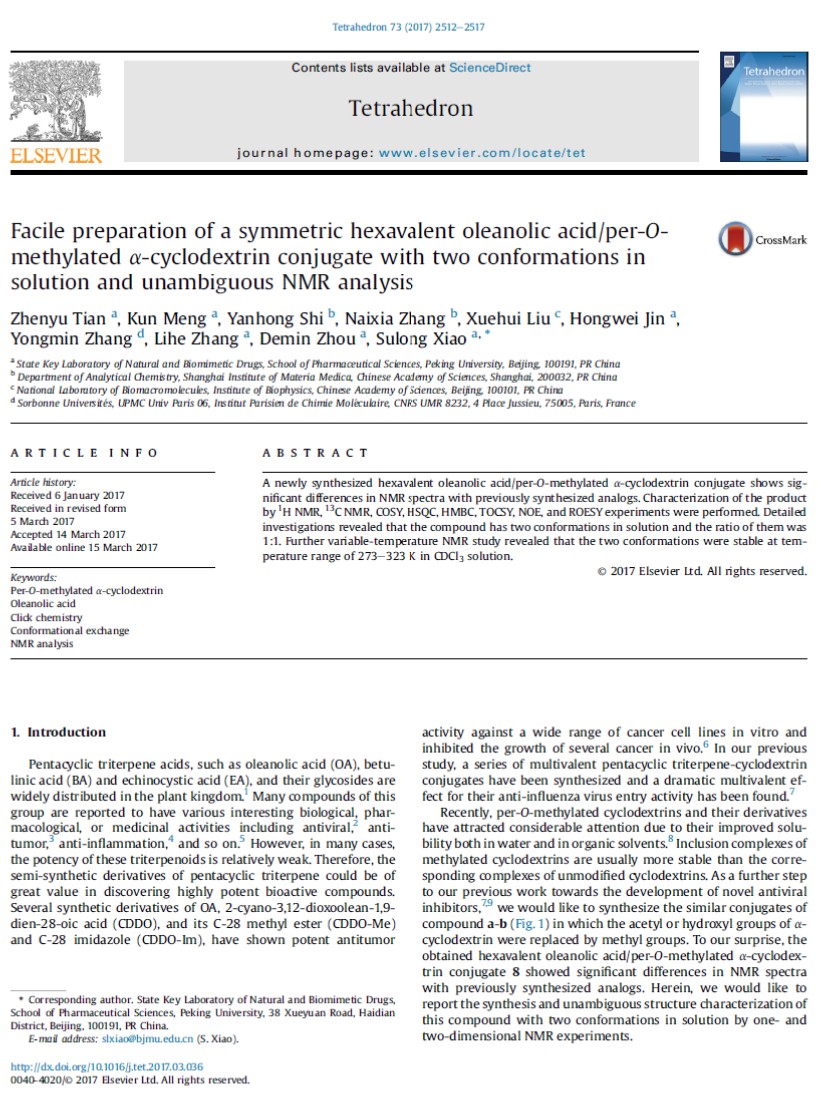 Tetrahedron 73 (2017) 2512–2517
Contents lists available at ScienceDirect
Tetrahedron
journal homepage: www.elsevier.com/locate/tet
ELSEVIER
Tetrahedron
Facile preparation of a symmetric hexavalent oleanolic acid/per-O-
methylated α-cyclodextrin conjugate with two conformations in
solution and unambiguous NMR analysis
CrossMark
Zhenyu Tian a, Kun Meng a, Yanhong Shi b, Naixia Zhang b, Xuehui Liu c, Hongwei Jin a,
Yongmin Zhang d, Lihe Zhang a, Demin Zhou a, Sulong Xiao a, *
a State Key Laboratory of Natural and Biomimetic Drugs, School of Pharmaceutical Sciences, Peking University, Beijing, 100191, PR China
b Department of Analytical Chemistry, Shanghai Institute of Materia Medica, Chinese Academy of Sciences, Shanghai, 200032, PR China
c National Laboratory of Biomacromolecules, Institute of Biophysics, Chinese Academy of Sciences, Beijing, 100101, PR China
d Sorbonne Universités, UPMC Univ Paris 06, Institut Parisien de Chimie Moléculaire, CNRS UMR 8232, 4 Place Jussieu, 75005, Paris, France
ARTICLE INFO
Article history:
Received 6 January 2017
Received in revised form
5 March 2017
Accepted 14 March 2017
Available online 15 March 2017
Keywords:
Per-O-methylated α-cyclodextrin
Oleanolic acid
Click chemistry
Conformational exchange
NMR analysis
ABSTRACT
A newly synthesized hexavalent oleanolic acid/per-O-methylated α-cyclodextrin conjugate shows sig-
nificant differences in NMR spectra with previously synthesized analogs. Characterization of the product
by 1H NMR, 13C NMR, COSY, HSQC, HMBC, TOCSY, NOE, and ROESY experiments were performed. Detailed
investigations revealed that the compound has two conformations in solution and the ratio of them was
1:1. Further variable-temperature NMR study revealed that the two conformations were stable at tem-
perature range of 273–323 K in CDCl3 solution.
© 2017 Elsevier Ltd. All rights reserved.
1. Introduction
Pentacyclic triterpene acids, such as oleanolic acid (OA), betu-
linic acid (BA) and echinocystic acid (EA), and their glycosides are
widely distributed in the plant kingdom.1 Many compounds of this
group are reported to have various interesting biological, phar-
macological, or medicinal activities including antiviral,2 anti-
tumor,3 anti-inflammation,4 and so on.5 However, in many cases,
the potency of these triterpenoids is relatively weak. Therefore, the
semi-synthetic derivatives of pentacyclic triterpene could be of
great value in discovering highly potent bioactive compounds.
Several synthetic derivatives of OA, 2-cyano-3,12-dioxoolean-1,9-
dien-28-oic acid (CDDO), and its C-28 methyl ester (CDDO-Me)
and C-28 imidazole (CDDO-Im), have shown potent antitumor
activity against a wide range of cancer cell lines in vitro and
inhibited the growth of several cancer in vivo.6 In our previous
study, a series of multivalent pentacyclic triterpene-cyclodextrin
conjugates have been synthesized and a dramatic multivalent ef-
fect for their anti-influenza virus entry activity has been found.7
Recently, per-O-methylated cyclodextrins and their derivatives
have attracted considerable attention due to their improved solu-
bility both in water and in organic solvents.8 Inclusion complexes of
methylated cyclodextrins are usually more stable than the corre-
sponding complexes of unmodified cyclodextrins. As a further step
to our previous work towards the development of novel antiviral
inhibitors,7,9 we would like to synthesize the similar conjugates of
compound a-b (Fig. 1) in which the acetyl or hydroxyl groups of α-
cyclodextrin were replaced by methyl groups. To our surprise, the
obtained hexavalent oleanolic acid/per-O-methylated α-cyclodex-
trin conjugate 8 showed significant differences in NMR spectra
with previously synthesized analogs. Herein, we would like to
report the synthesis and unambiguous structure characterization of
this compound with two conformations in solution by one- and
two-dimensional NMR experiments.
* Corresponding author. State Key Laboratory of Natural and Biomimetic Drugs,
School of Pharmaceutical Sciences, Peking University, 38 Xueyuan Road, Haidian
District, Beijing, 100191, PR China.
E-mail address: slxiao@bjmu.edu.cn (S. Xiao).
http://dx.doi.org/10.1016/j.tet.2017.03.036
0040-4020/© 2017 Elsevier Ltd. All rights reserved.